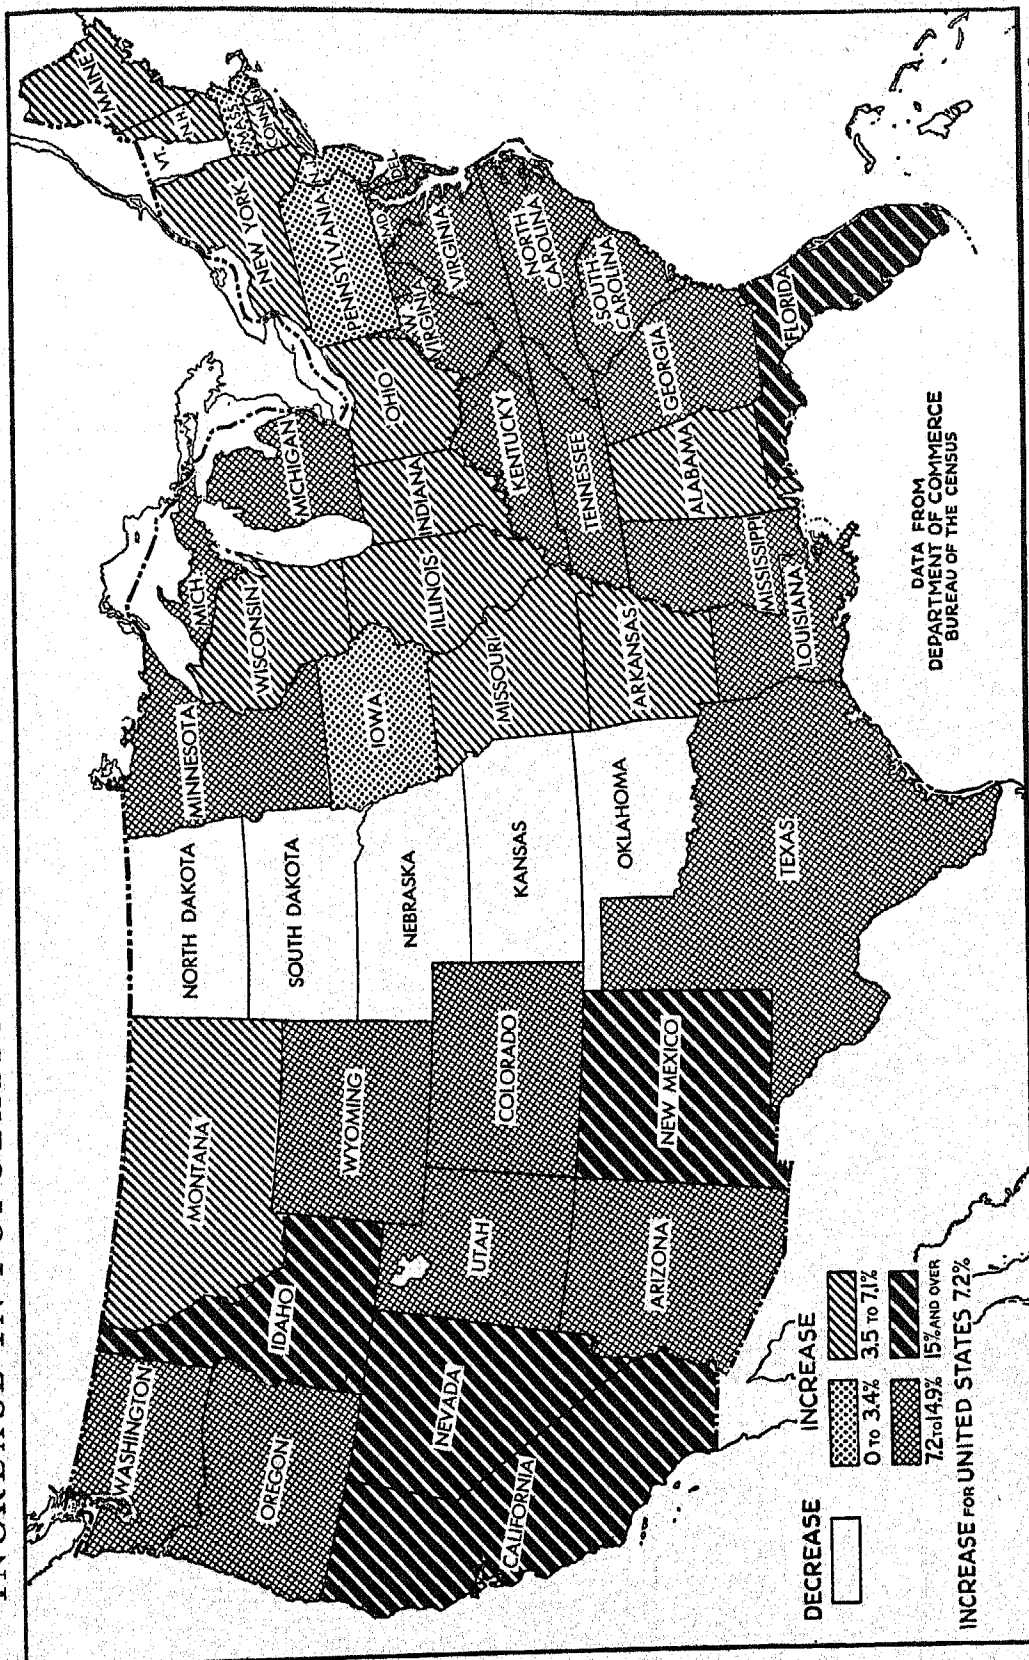 WASHINGTON
OREGON
CALIFORNIA
NEVADA
IDAHO
MONTANA
WYOMING
UTAH
ARIZONA
COLORADO
NEW MEXICO
NORTH DAKOTA
SOUTH DAKOTA
NEBRASKA
KANSAS
OKLAHOMA
TEXAS
MINNESOTA
IOWA
MISSOURI
ARKANSAS
LOUISIANA
WISCONSIN
MICH.
ILLINOIS
MICHIGAN
INDIANA
OHIO
KENTUCKY
TENNESSEE
MISSISSIPPI
ALABAMA
GEORGIA
FLORIDA
SOUTH
CAROLINA
NORTH
CAROLINA
VIRGINIA
W.
VIRGINIA
MD.
DEL.
PENNSYLVANIA
NEW YORK
VT.
N.H.
MAINE
MASS.
CONN.
DECREASE
INCREASE
0 TO 3.4%
3.5 TO 7.1%
7.2 TO 14.9%
15% AND OVER
INCREASE FOR UNITED STATES 7.2%
DATA FROM
DEPARTMENT OF COMMERCE
BUREAU OF THE CENSUS